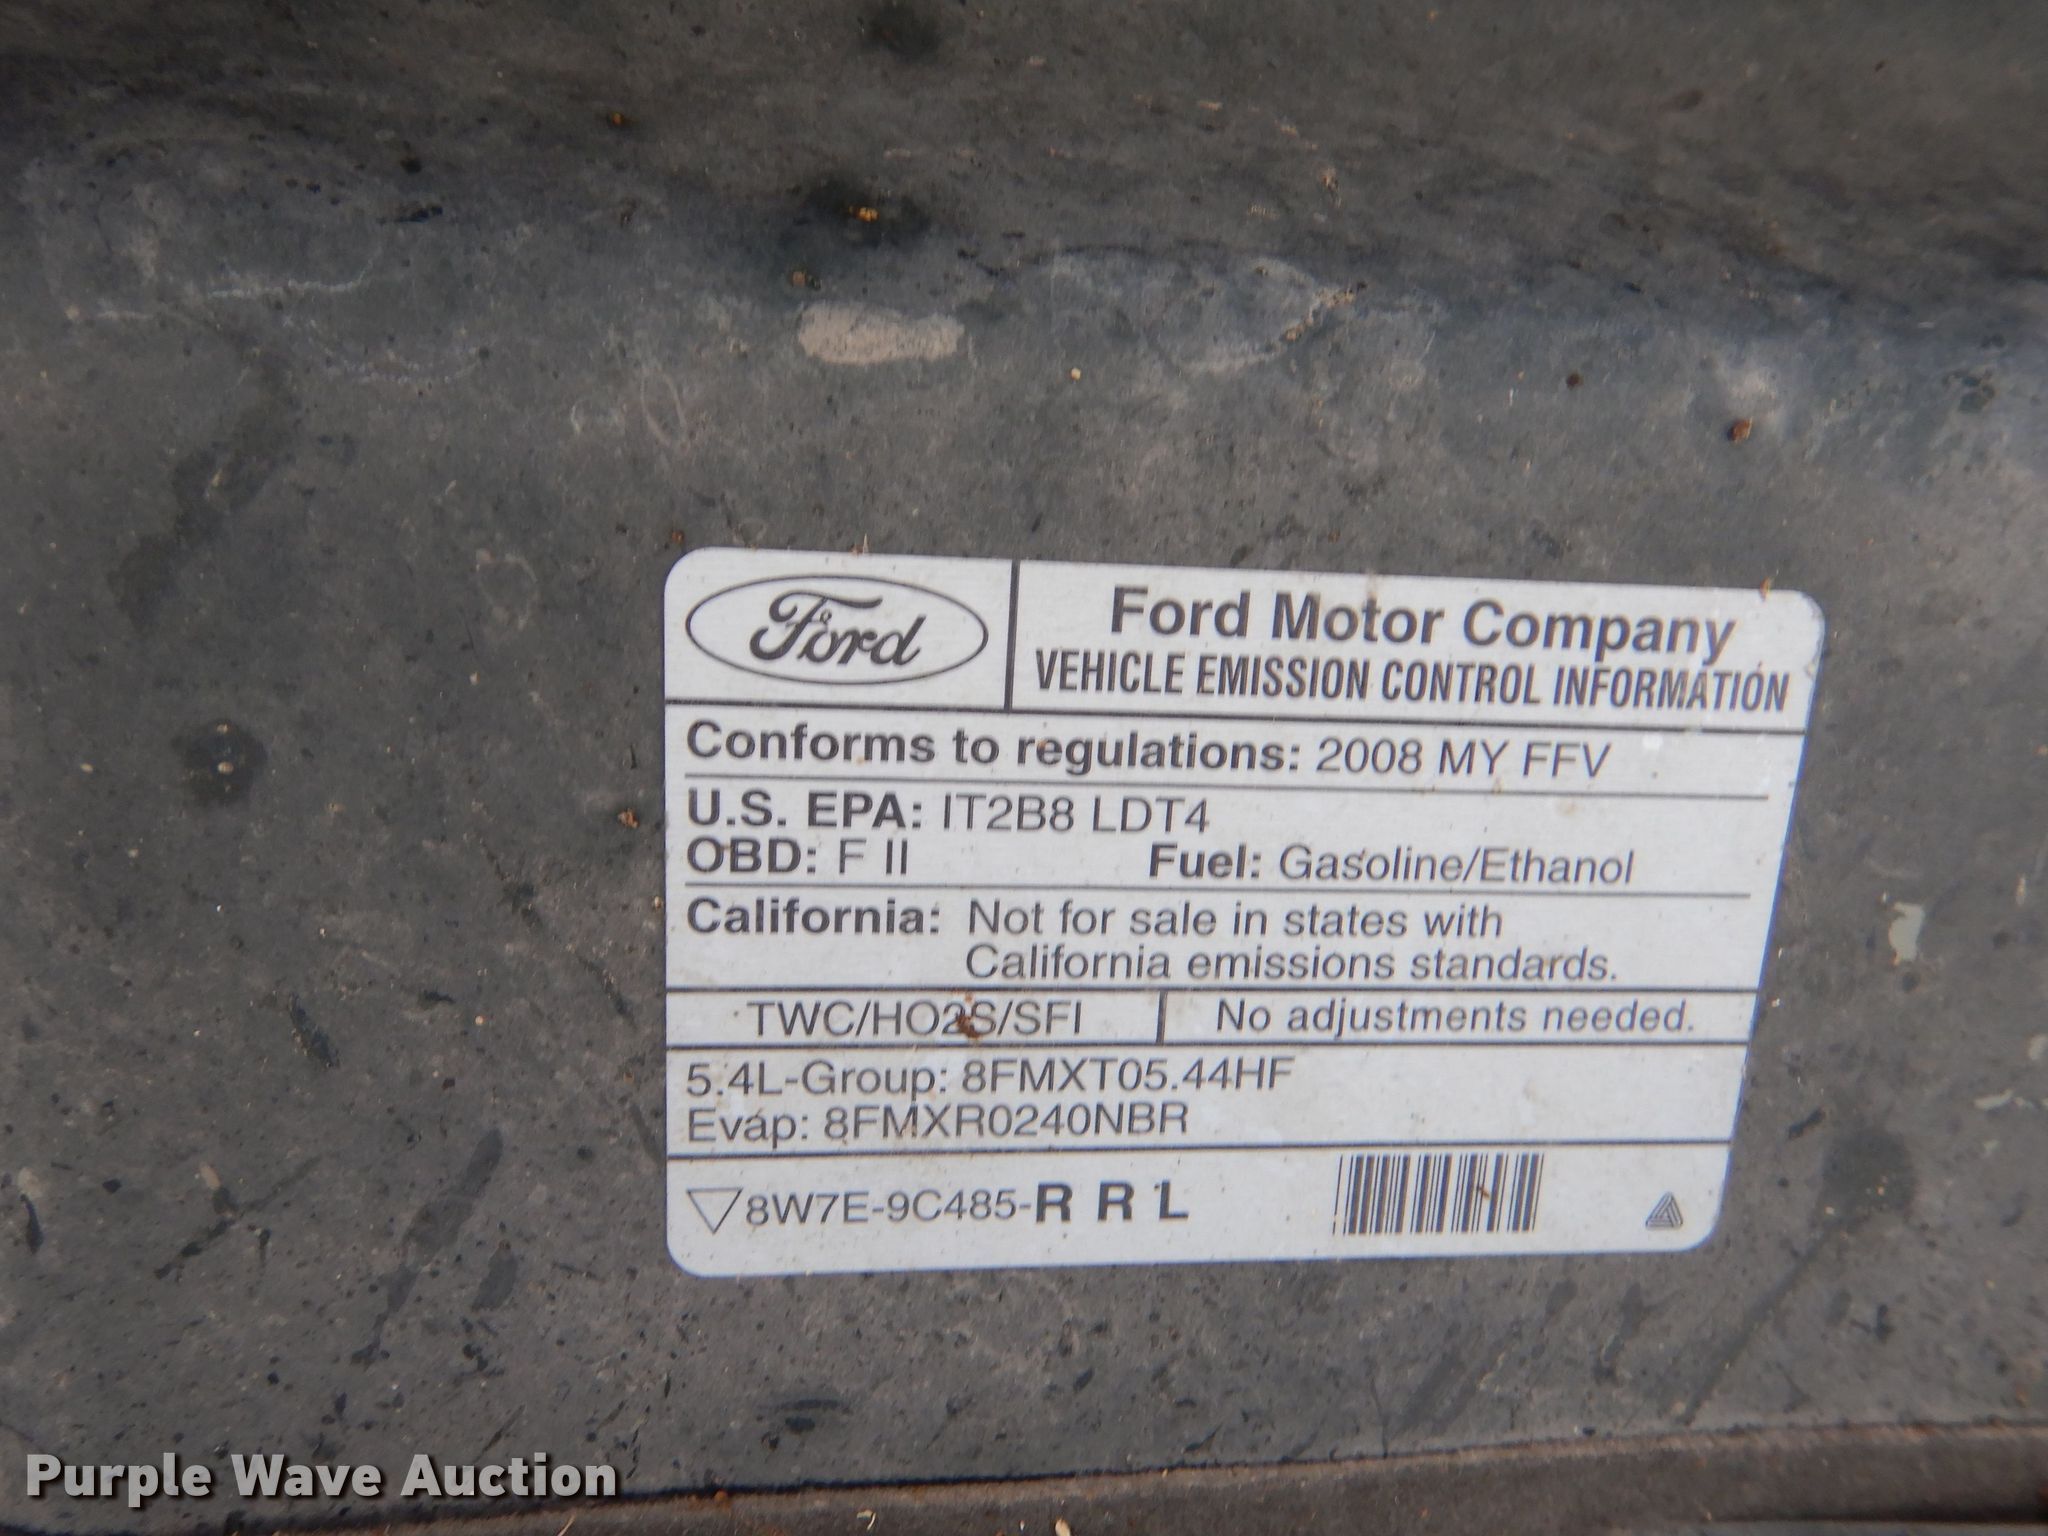 Ford
Ford Motor Company
VEHICLE EMISSION CONTROL INFORMATION
Conforms to regulations: 2008 MY FFV
U.S. EPA: IT2B8 LDT4
OBD: F II Fuel: Gasoline/Ethanol
California: Not for sale in states with
California emissions standards.
TWC/HO2S/SFI No adjustments needed.
5.4L-Group: 8FMXT05.44HF
Evap: 8FMXR0240NBR
8W7E-9C485-R R L
Purple Wave Auction